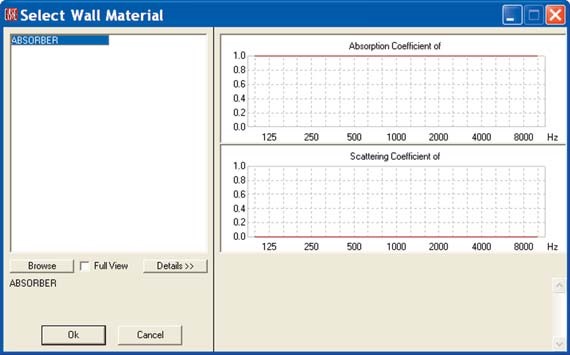 Select Wall Material
ABSORBER
Absorption Coefficient of
1.0
0.8
0.6
0.4
0.2
0.0
125 250 500 1000 2000 4000 8000 Hz
Scattering Coefficient of
1.0
0.8
0.6
0.4
0.2
0.0
125 250 500 1000 2000 4000 8000 Hz
Browse Full View Details >>
ABSORBER
Ok Cancel